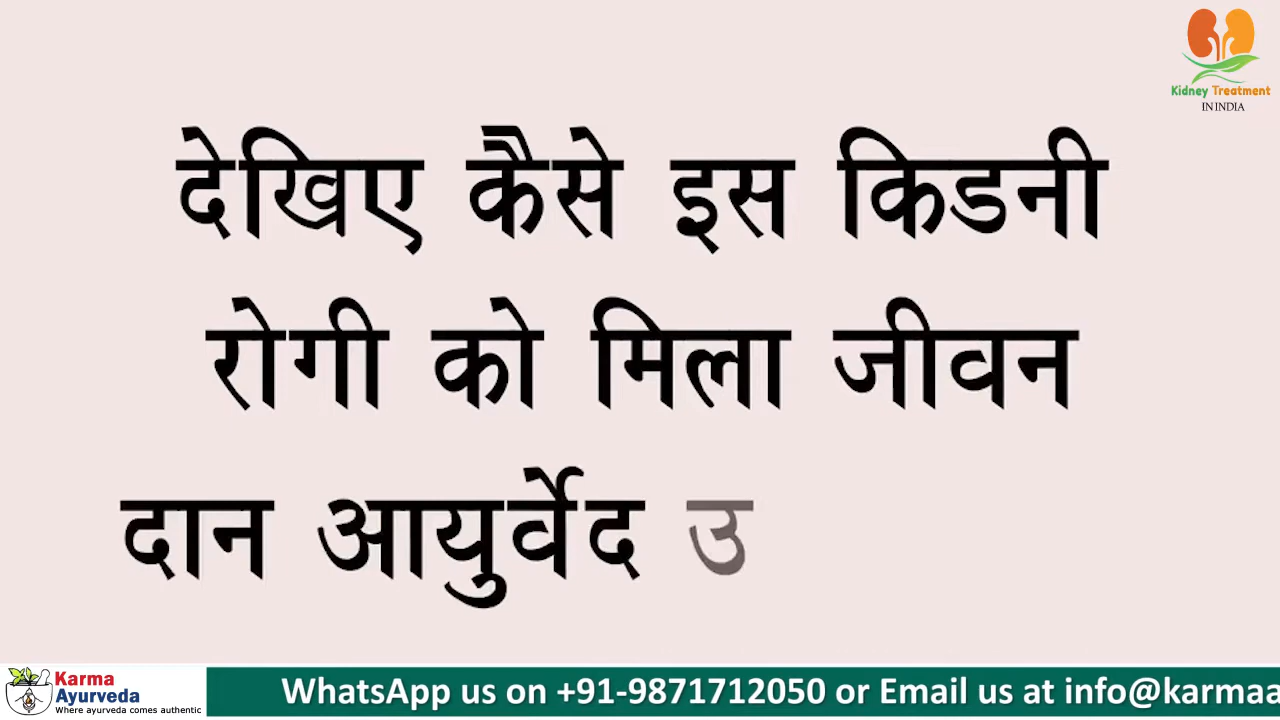 Kidney Treatment
IN INDIA
देखिए कैसे इस किडनी
रोगी को मिला जीवन
दान आयुर्वेद उ
Karma
Ayurveda
Where ayurveda comes authentic
WhatsApp us on +91-9871712050 or Email us at info@karmaa